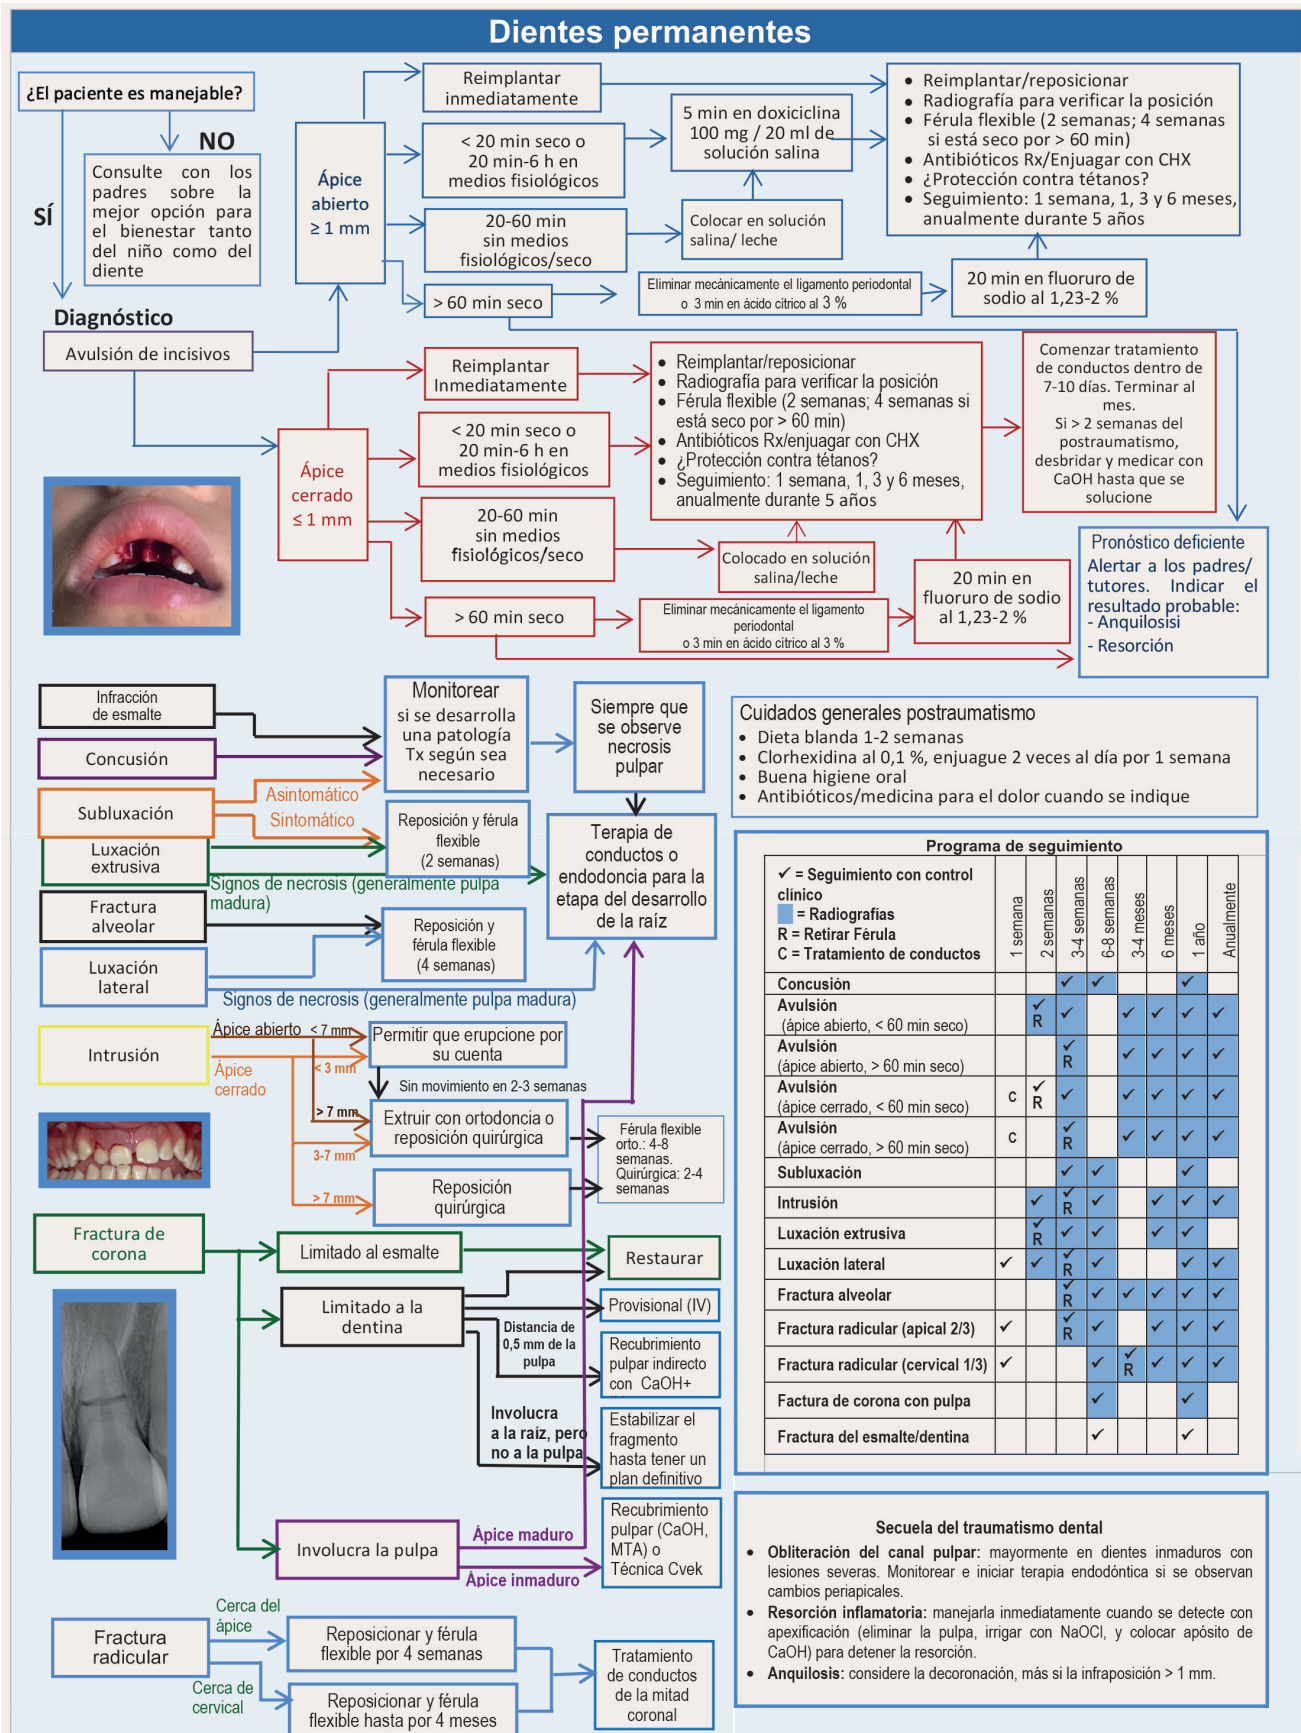 Dientes permanentes
¿El paciente es manejable?
NO
SÍ
Consulte con los
padres sobre la
mejor opción para
el bienestar tanto
del niño como del
diente
Diagnóstico
Avulsión de incisivos
Ápice
abierto
≥ 1 mm
Reimplantar
inmediatamente
< 20 min seco o
20 min-6 h en
medios fisiológicos
20-60 min
sin medios
fisiológicos/seco
> 60 min seco
5 min en doxiciclina
100 mg / 20 ml de
solución salina
Colocar en solución
salina/ leche
Eliminar mecánicamente el ligamento periodontal
o 3 min en ácido cítrico al 3 %
20 min en fluoruro de
sodio al 1,23-2 %
• Reimplantar/reposicionar
• Radiografía para verificar la posición
• Férula flexible (2 semanas; 4 semanas
si está seco por > 60 min)
• Antibióticos Rx/Enjuagar con CHX
• ¿Protección contra tétanos?
• Seguimiento: 1 semana, 1, 3 y 6 meses,
anualmente durante 5 años
Ápice
cerrado
≤ 1 mm
Reimplantar
Inmediatamente
< 20 min seco o
20 min-6 h en
medios fisiológicos
20-60 min
sin medios
fisiológicos/seco
> 60 min seco
• Reimplantar/reposicionar
• Radiografía para verificar la posición
• Férula flexible (2 semanas; 4 semanas si
está seco por > 60 min)
• Antibióticos Rx/enjuagar con CHX
• ¿Protección contra tétanos?
• Seguimiento: 1 semana, 1, 3 y 6 meses,
anualmente durante 5 años
Colocado en solución
salina/leche
Eliminar mecánicamente el ligamento
periodontal
o 3 min en ácido cítrico al 3 %
20 min en
fluoruro de sodio
al 1,23-2 %
Comenzar tratamiento
de conductos dentro de
7-10 días. Terminar al
mes.
Si > 2 semanas del
postraumatismo,
desbridar y medicar con
CaOH hasta que se
solucione
Pronóstico deficiente
Alertar a los padres/
tutores. Indicar el
resultado probable:
- Anquilosisi
- Resorción
Infracción
de esmalte
Concusión
Subluxación
Asintomático
Sintomático
Luxación
extrusiva
Signos de necrosis (generalmente pulpa
madura)
Fractura
alveolar
Luxación
lateral
Signos de necrosis (generalmente pulpa madura)
Monitorear
si se desarrolla
una patología
Tx según sea
necesario
Reposición y férula
flexible
(2 semanas)
Reposición y
férula flexible
(4 semanas)
Siempre que
se observe
necrosis
pulpar
Terapia de
conductos o
endodoncia para la
etapa del desarrollo
de la raíz
Intrusión
Ápice abierto
< 7 mm
Ápice
cerrado
< 3 mm
> 7 mm
3-7 mm
> 7 mm
Permitir que erupcione por
su cuenta
Sin movimiento en 2-3 semanas
Extruir con ortodoncia o
reposición quirúrgica
Reposición
quirúrgica
Férula flexible
orto.: 4-8
semanas.
Quirúrgica: 2-4
semanas
Fractura de
corona
Limitado al esmalte
Restaurar
Limitado a la
dentina
Provisional (IV)
Distancia de
0,5 mm de la
pulpa
Recubrimiento
pulpar indirecto
con CaOH+
Involucra
a la raíz, pero
no a la pulpa
Estabilizar el
fragmento
hasta tener un
plan definitivo
Involucra la pulpa
Ápice maduro
Ápice inmaduro
Recubrimiento
pulpar (CaOH,
MTA) o
Técnica Cvek
Fractura
radicular
Cerca del
ápice
Cerca de
cervical
Reposicionar y férula
flexible por 4 semanas
Reposicionar y férula
flexible hasta por 4 meses
Tratamiento
de conductos
de la mitad
coronal
Cuidados generales postraumatismo
• Dieta blanda 1-2 semanas
• Clorhexidina al 0,1 %, enjuague 2 veces al día por 1 semana
• Buena higiene oral
• Antibióticos/medicina para el dolor cuando se indique
Programa de seguimiento
✓ = Seguimiento con control
clínico
= Radiografías
R = Retirar Férula
C = Tratamiento de conductos
1 semana
2 semanas
3-4 semanas
6-8 semanas
3-4 meses
6 meses
1 año
Anualmente
Concusión ✓ ✓ ✓
Avulsión
(ápice abierto, < 60 min seco) ✓ R ✓ ✓ ✓ ✓ ✓
Avulsión
(ápice abierto, > 60 min seco) ✓ R ✓ ✓ ✓ ✓
Avulsión
(ápice cerrado, < 60 min seco) C ✓ R ✓ ✓ ✓ ✓ ✓
Avulsión
(ápice cerrado, > 60 min seco) C ✓ R ✓ ✓ ✓ ✓
Subluxación ✓ ✓ ✓
Intrusión ✓ ✓ R ✓ ✓ ✓ ✓
Luxación extrusiva ✓ R ✓ ✓ ✓ ✓
Luxación lateral ✓ ✓ ✓ R ✓ ✓ ✓
Fractura alveolar ✓ R ✓ ✓ ✓ ✓ ✓
Fractura radicular (apical 2/3) ✓ ✓ R ✓ ✓ ✓ ✓
Fractura radicular (cervical 1/3) ✓ ✓ ✓ R ✓ ✓ ✓
Factura de corona con pulpa ✓ ✓
Fractura del esmalte/dentina ✓ ✓
Secuela del traumatismo dental
• Obliteración del canal pulpar: mayormente en dientes inmaduros con
lesiones severas. Monitorear e iniciar terapia endodóntica si se observan
cambios periapicales.
• Resorción inflamatoria: manejarla inmediatamente cuando se detecte con
apexificación (eliminar la pulpa, irrigar con NaOCl, y colocar apósito de
CaOH) para detener la resorción.
• Anquilosis: considere la decoronación, más si la infraposición > 1 mm.